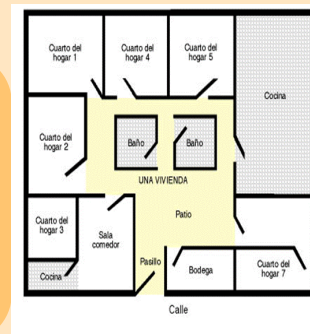 Cuarto del
hogar 1
Cuarto del
hogar 4
Cuarto del
hogar 5
Cocina
Cuarto del
hogar 2
Baño
Baño
UNA VIVIENDA
Cuarto del
hogar 3
Sala
comedor
Patio
Cocina
Pasillo
Bodega
Cuarto del
hogar 7
Calle